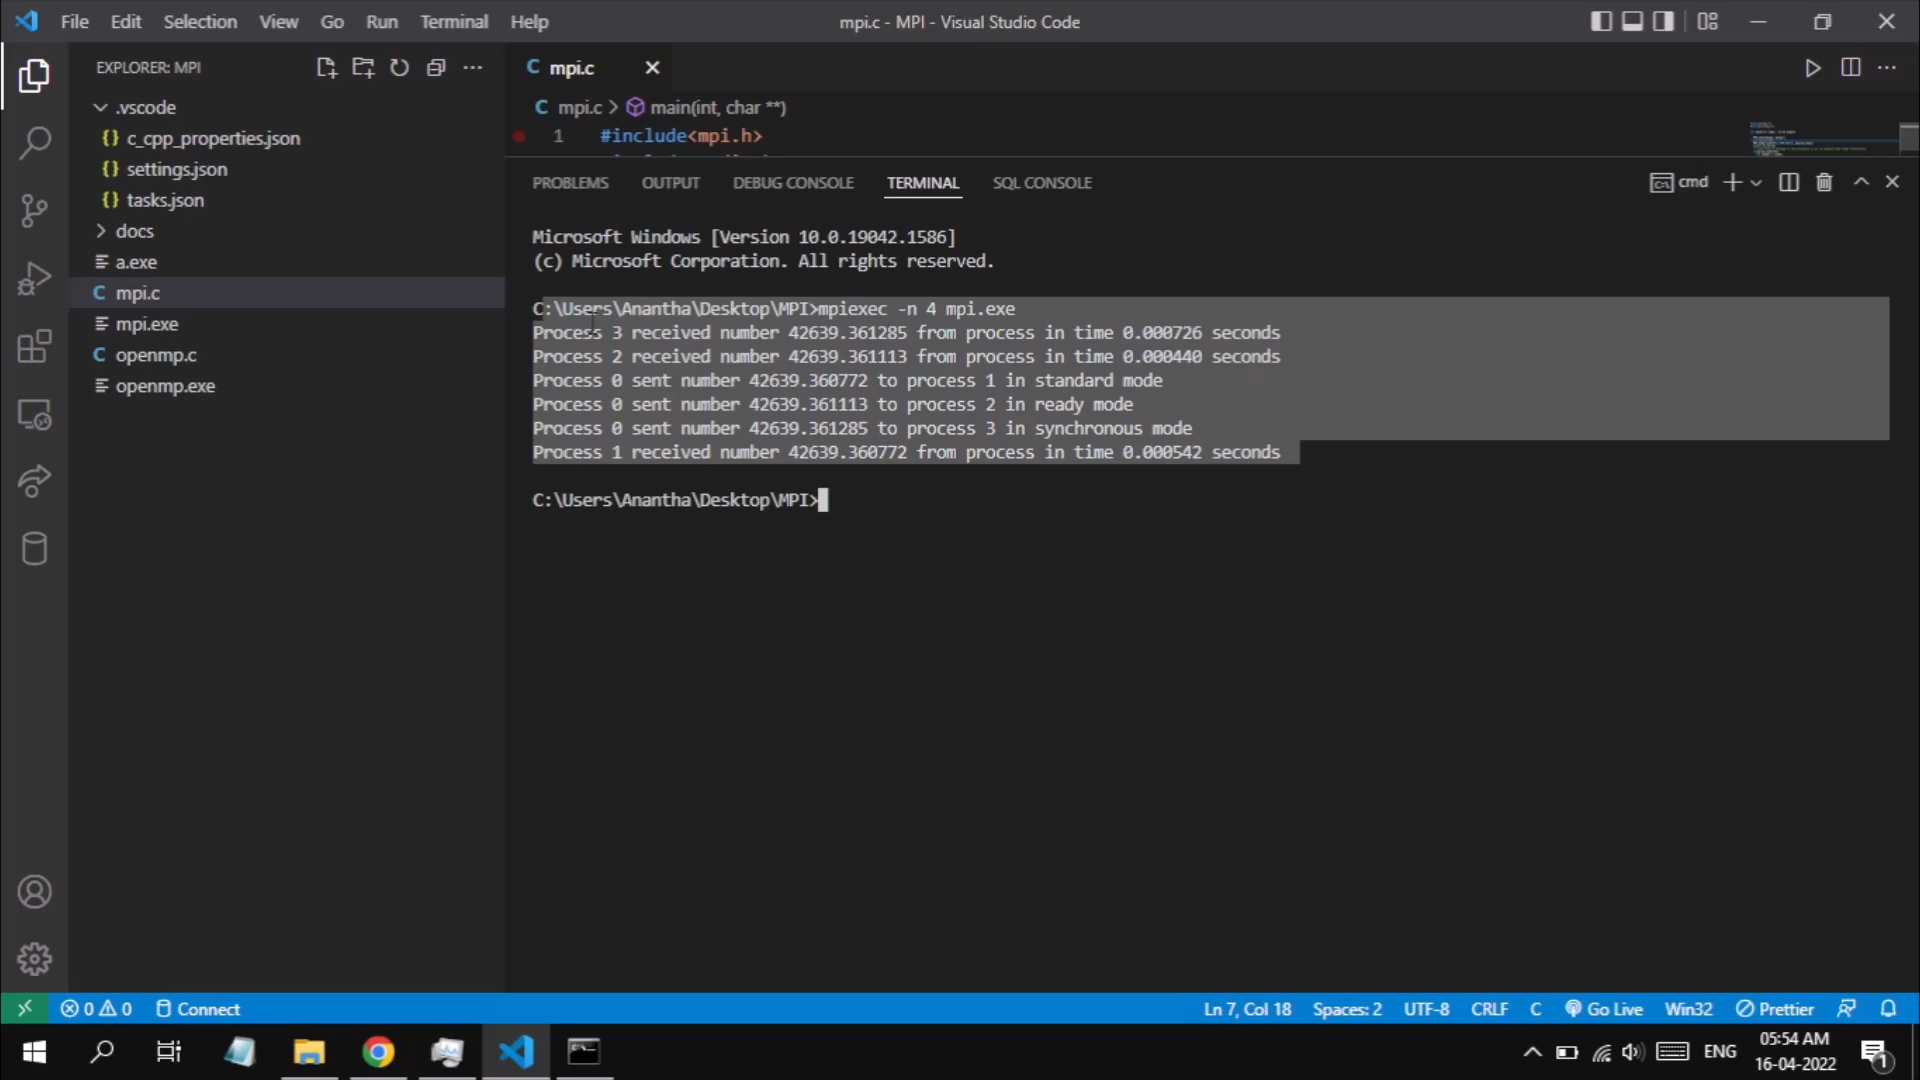 File Edit Selection View Go Run Terminal Help
mpi.c - MPI - Visual Studio Code
EXPLORER: MPI
.vscode
{} c_cpp_properties.json
{} settings.json
{} tasks.json
docs
a.exe
C mpi.c
mpi.exe
C openmp.c
openmp.exe
C mpi.c
C mpi.c > main(int, char **)
1 #include<mpi.h>
PROBLEMS OUTPUT DEBUG CONSOLE TERMINAL SQL CONSOLE
cmd
Microsoft Windows [Version 10.0.19042.1586]
(c) Microsoft Corporation. All rights reserved.
C:\Users\Anantha\Desktop\MPI>mpiexec -n 4 mpi.exe
Process 3 received number 42639.361285 from process in time 0.000726 seconds
Process 2 received number 42639.361113 from process in time 0.000440 seconds
Process 0 sent number 42639.360772 to process 1 in standard mode
Process 0 sent number 42639.361113 to process 2 in ready mode
Process 0 sent number 42639.361285 to process 3 in synchronous mode
Process 1 received number 42639.360772 from process in time 0.000542 seconds
C:\Users\Anantha\Desktop\MPI>
0 0 Connect
Ln 7, Col 18 Spaces: 2 UTF-8 CRLF C Go Live Win32 Prettier
ENG
05:54 AM
16-04-2022
1